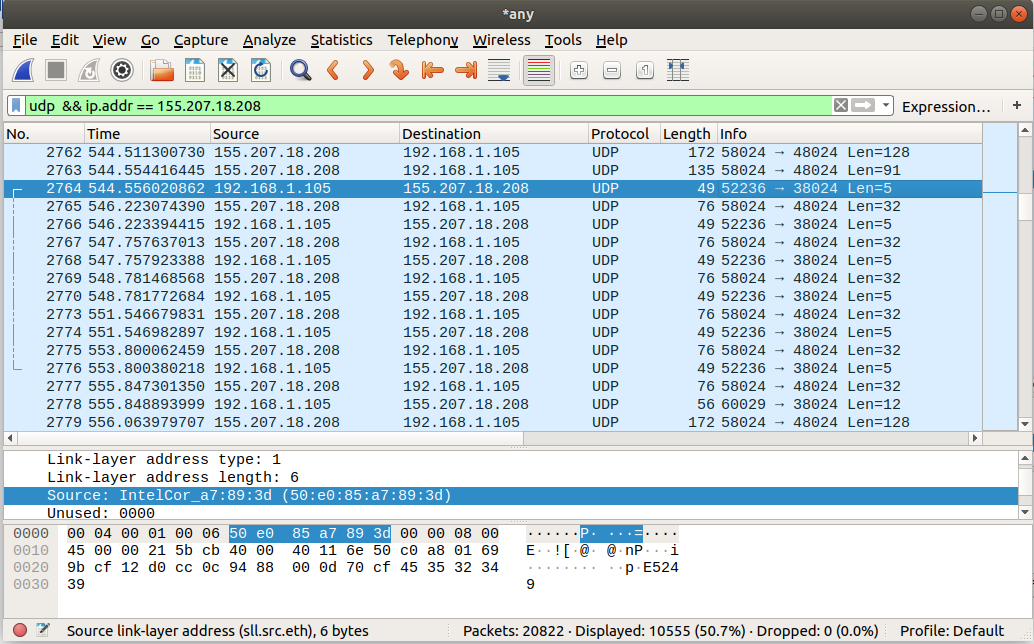 *any
File Edit View Go Capture Analyze Statistics Telephony Wireless Tools Help
udp && ip.addr == 155.207.18.208 Expression… +
No. Time Source Destination Protocol Length Info
2762 544.511300730 155.207.18.208 192.168.1.105 UDP 172 58024 → 48024 Len=128
2763 544.554416445 155.207.18.208 192.168.1.105 UDP 135 58024 → 48024 Len=91
2764 544.556020862 192.168.1.105 155.207.18.208 UDP 49 52236 → 38024 Len=5
2765 546.223074390 155.207.18.208 192.168.1.105 UDP 76 58024 → 48024 Len=32
2766 546.223394415 192.168.1.105 155.207.18.208 UDP 49 52236 → 38024 Len=5
2767 547.757637013 155.207.18.208 192.168.1.105 UDP 76 58024 → 48024 Len=32
2768 547.757923388 192.168.1.105 155.207.18.208 UDP 49 52236 → 38024 Len=5
2769 548.781468568 155.207.18.208 192.168.1.105 UDP 76 58024 → 48024 Len=32
2770 548.781772684 192.168.1.105 155.207.18.208 UDP 49 52236 → 38024 Len=5
2773 551.546679831 155.207.18.208 192.168.1.105 UDP 76 58024 → 48024 Len=32
2774 551.546982897 192.168.1.105 155.207.18.208 UDP 49 52236 → 38024 Len=5
2775 553.800062459 155.207.18.208 192.168.1.105 UDP 76 58024 → 48024 Len=32
2776 553.800380218 192.168.1.105 155.207.18.208 UDP 49 52236 → 38024 Len=5
2777 555.847301350 155.207.18.208 192.168.1.105 UDP 76 58024 → 48024 Len=32
2778 555.848893999 192.168.1.105 155.207.18.208 UDP 56 60029 → 38024 Len=12
2779 556.063979707 155.207.18.208 192.168.1.105 UDP 172 58024 → 48024 Len=128
Link-layer address type: 1
Link-layer address length: 6
Source: IntelCor_a7:89:3d (50:e0:85:a7:89:3d)
Unused: 0000
0000 00 04 00 01 00 06 50 e0 85 a7 89 3d 00 00 08 00 ······P· ···=····
0010 45 00 00 21 5b cb 40 00 40 11 6e 50 c0 a8 01 69 E··![·@· @·nP···i
0020 9b cf 12 d0 cc 0c 94 88 00 0d 70 cf 45 35 32 34 ········ ··p·E524
0030 39 9
Source link-layer address (sll.src.eth), 6 bytes Packets: 20822 · Displayed: 10555 (50.7%) · Dropped: 0 (0.0%) Profile: Default